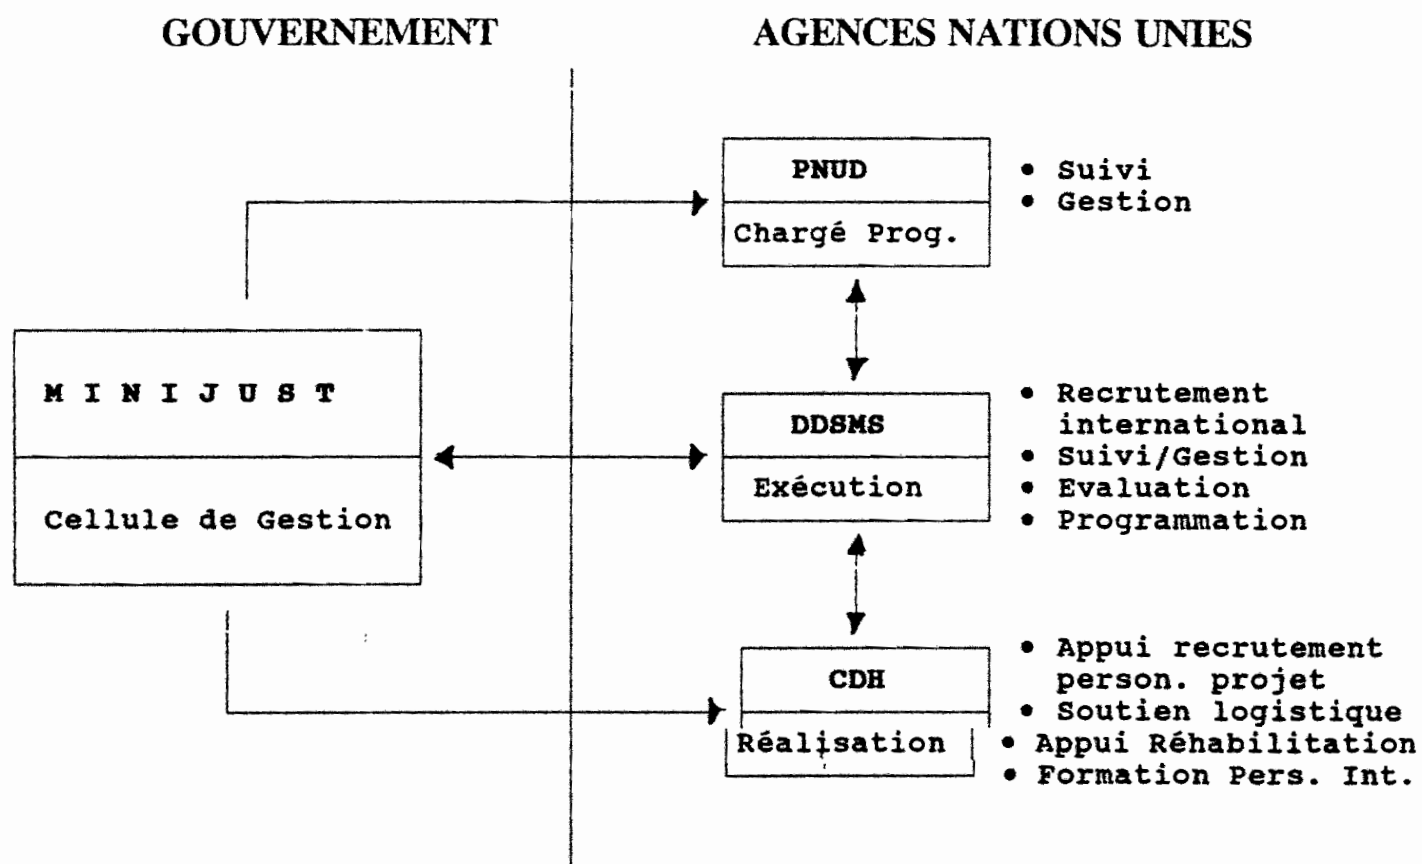 GOUVERNEMENT
AGENCES NATIONS UNIES
PNUD
Chargé Prog.
• Suivi
• Gestion
M I N I J U S T
Cellule de Gestion
DDSMS
Exécution
• Recrutement
international
• Suivi/Gestion
• Evaluation
• Programmation
CDH
Réalisation
• Appui recrutement
person. projet
• Soutien logistique
• Appui Réhabilitation
• Formation Pers. Int.